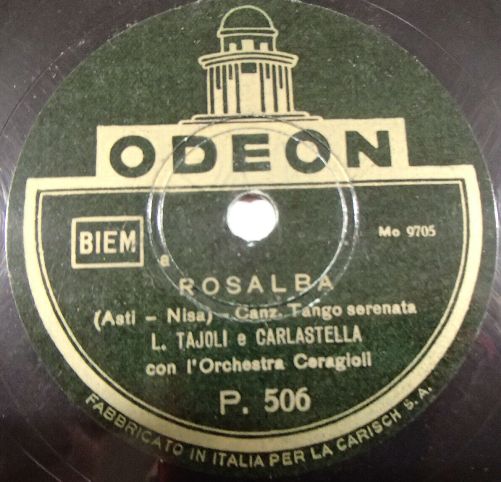 ODEON
BIEM
Mo 9705
a
ROSALBA
(Asti - Nisa) - Canz. Tango serenata
L. TAJOLI e CARLASTELLA
con l'Orchestra Ceragioli
P. 506
FABBRICATO IN ITALIA PER LA CARISCH S.A.